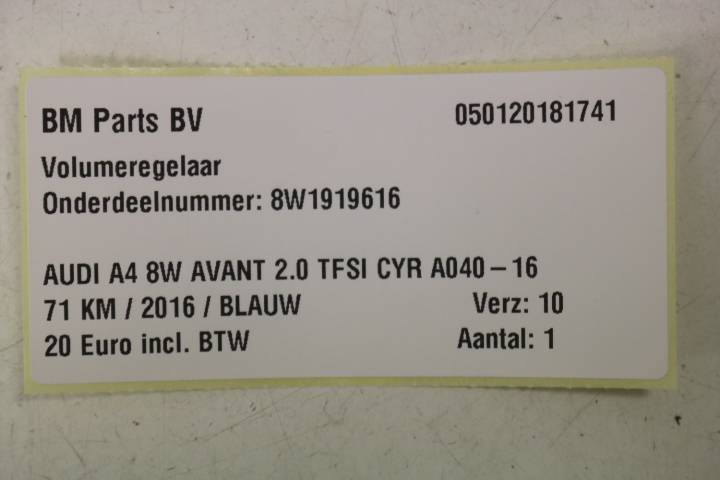 BM Parts BV 050120181741
Volumeregelaar
Onderdeelnummer: 8W1919616
AUDI A4 8W AVANT 2.0 TFSI CYR A040-16
71 KM / 2016 / BLAUW Verz: 10
20 Euro incl. BTW Aantal: 1